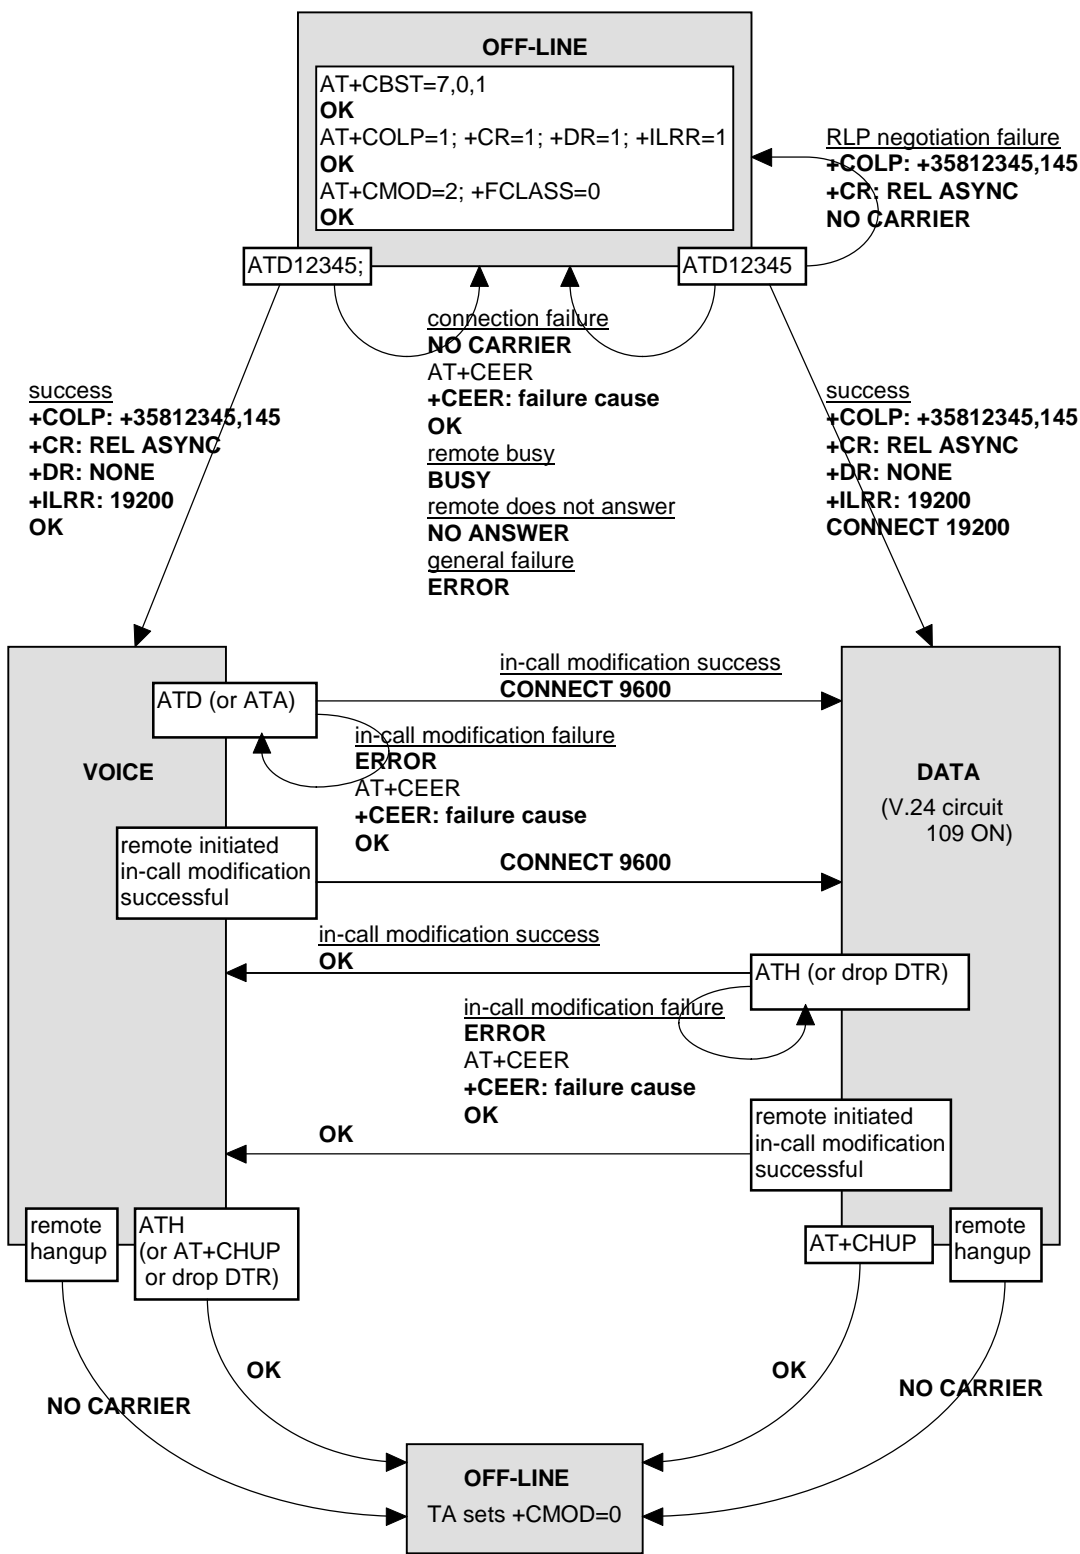 OFF-LINE
AT+CBST=7,0,1
OK
AT+COLP=1; +CR=1; +DR=1; +ILRR=1
OK
AT+CMOD=2; +FCLASS=0
OK
RLP negotiation failure
+COLP: +35812345,145
+CR: REL ASYNC
NO CARRIER
ATD12345;
ATD12345
connection failure
NO CARRIER
AT+CEER
+CEER: failure cause
OK
remote busy
BUSY
remote does not answer
NO ANSWER
general failure
ERROR
success
+COLP: +35812345,145
+CR: REL ASYNC
+DR: NONE
+ILRR: 19200
OK
success
+COLP: +35812345,145
+CR: REL ASYNC
+DR: NONE
+ILRR: 19200
CONNECT 19200
VOICE
ATD (or ATA)
in-call modification success
CONNECT 9600
in-call modification failure
ERROR
AT+CEER
+CEER: failure cause
OK
DATA
(V.24 circuit
109 ON)
remote initiated
in-call modification
successful
CONNECT 9600
in-call modification success
OK
ATH (or drop DTR)
in-call modification failure
ERROR
AT+CEER
+CEER: failure cause
OK
remote initiated
in-call modification
successful
OK
remote
hangup
ATH
(or AT+CHUP
or drop DTR)
AT+CHUP
remote
hangup
OK
NO CARRIER
OK
NO CARRIER
OFF-LINE
TA sets +CMOD=0